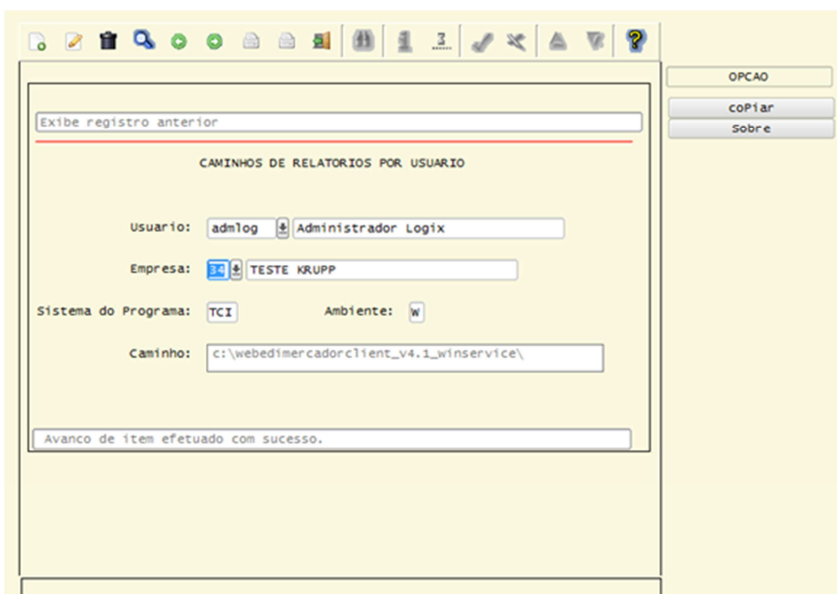 3
OPCAO
coPiar
Sobre
Exibe registro anterior
CAMINHOS DE RELATORIOS POR USUARIO
Usuario: admlog Administrador Logix
Empresa: 34 TESTE KRUPP
Sistema do Programa: TCI Ambiente: W
Caminho: c:\webedimercadorclient_v4.1_winservice\
Avanco de item efetuado com sucesso.